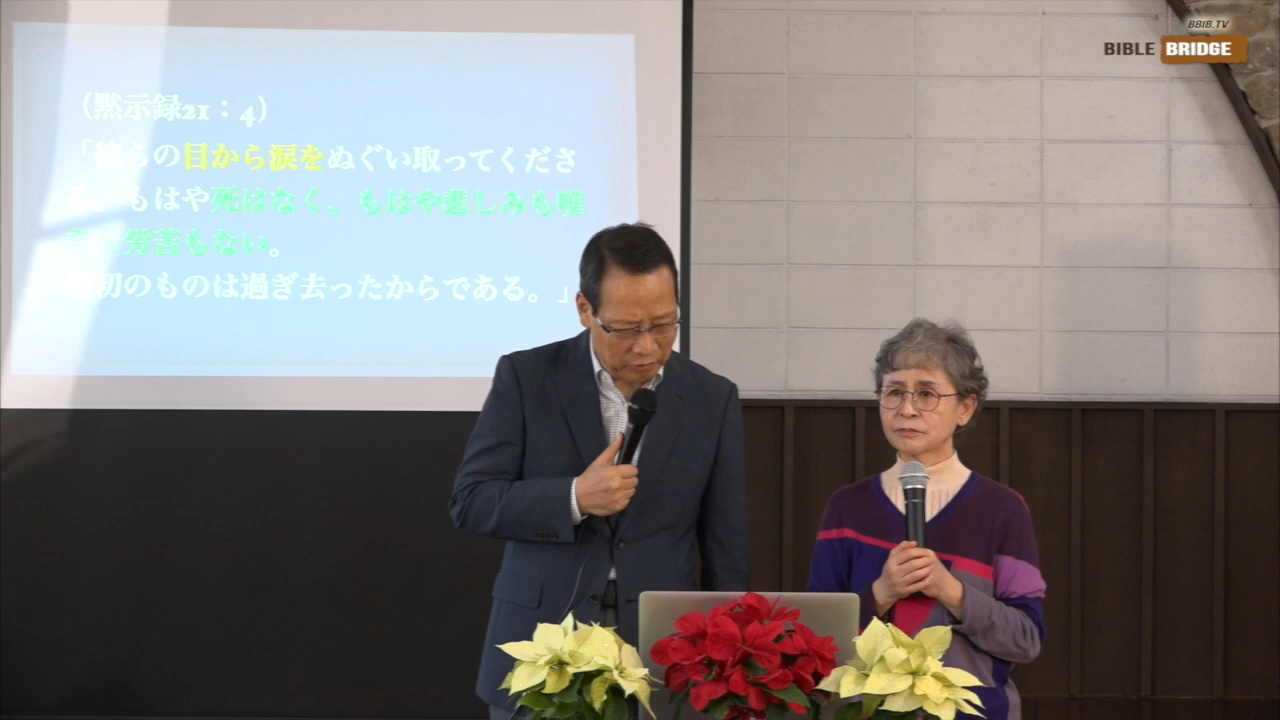 BBIB.TV
BIBLE BRIDGE
（黙示録21：4）
「彼らの目から涙をぬぐい取ってくださ
もはや死はなく、もはや悲しみも嘆
労苦もない。
初のものは過ぎ去ったからである。」